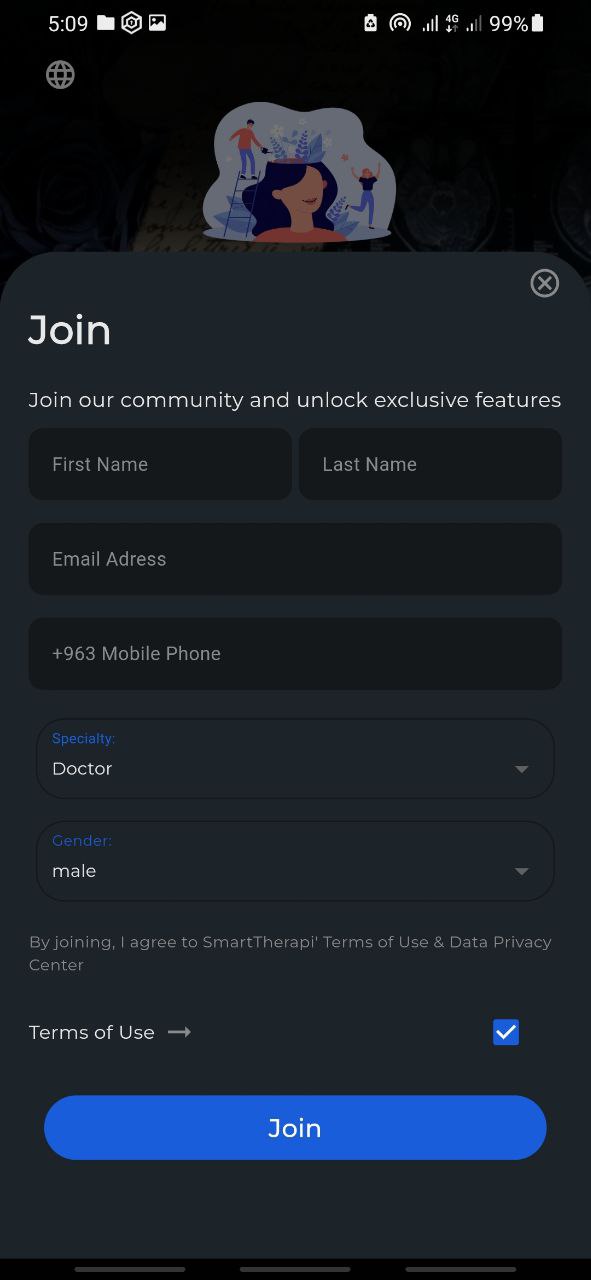 5:09 4G 99%
Join
Join our community and unlock exclusive features
First Name Last Name
Email Adress
+963 Mobile Phone
Specialty:
Doctor
Gender:
male
By joining, I agree to SmartTherapi' Terms of Use & Data Privacy
Center
Terms of Use
Join